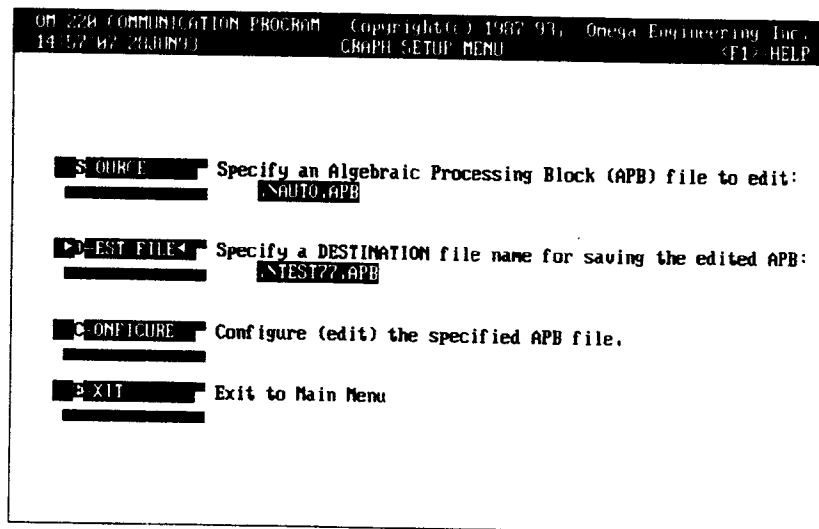 OM 220 COMMUNICATION PROGRAM Copyright(c) 1987-93, Omega Engineering Inc.
14:57:07 28JUN93 GRAPH SETUP MENU <F1> HELP
S OURCE Specify an Algebraic Processing Block (APB) file to edit:
.\AUTO.APB
►D-EST FILE◄ Specify a DESTINATION file name for saving the edited APB:
.\TEST77.APB
C ONFIGURE Configure (edit) the specified APB file.
E XIT Exit to Main Menu